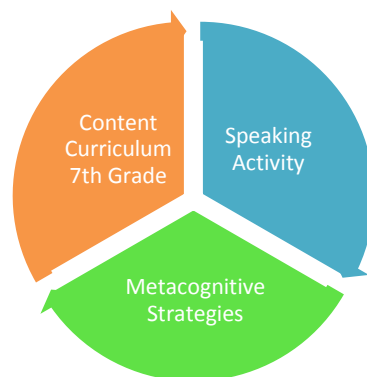 Content
Curriculum
7th Grade
Speaking
Activity
Metacognitive
Strategies